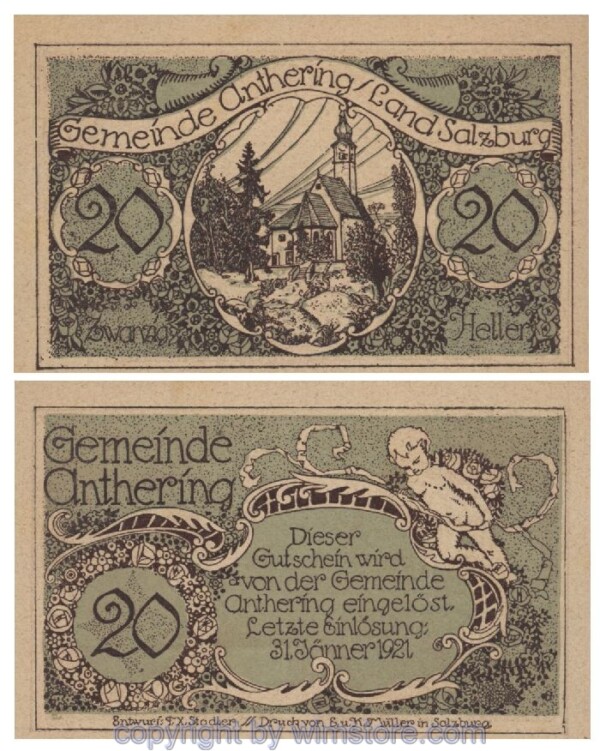 Gemeinde Anthering/Land Salzburg
20 20
Zwanzig Heller
Gemeinde
Anthering
20
Dieser
Gutschein wird
von der Gemeinde
Anthering eingelöst.
Letzte Einlösung:
31. Jänner 1921
Entwurf: F.X. Stadler // Druck von B. u. K. Müller in Salzburg
copyright by wimstore.com